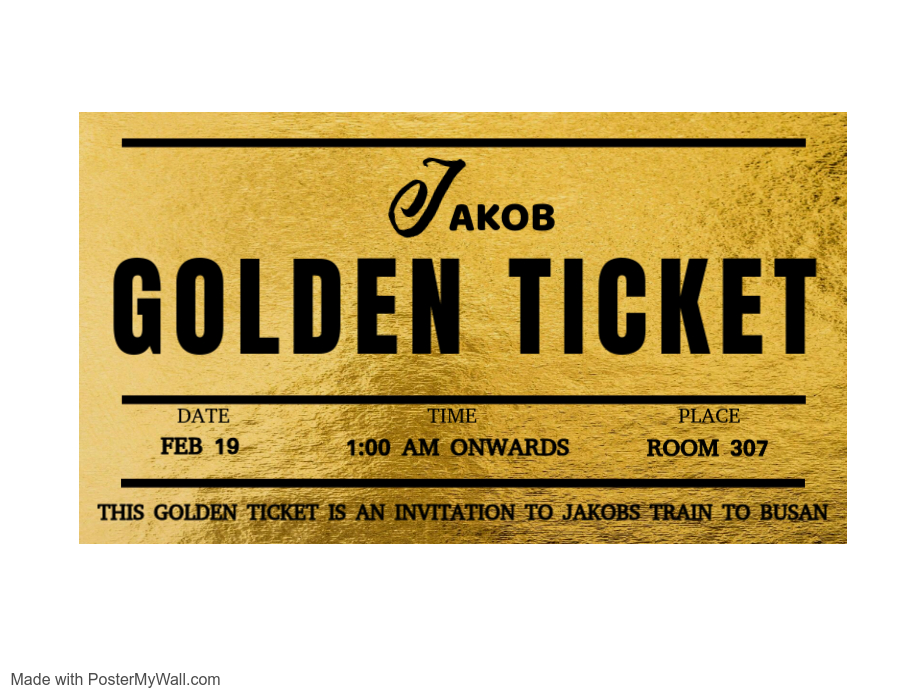 JAKOB
GOLDEN TICKET
DATE TIME PLACE
FEB 19 1:00 AM ONWARDS ROOM 307
THIS GOLDEN TICKET IS AN INVITATION TO JAKOBS TRAIN TO BUSAN
Made with PosterMyWall.com